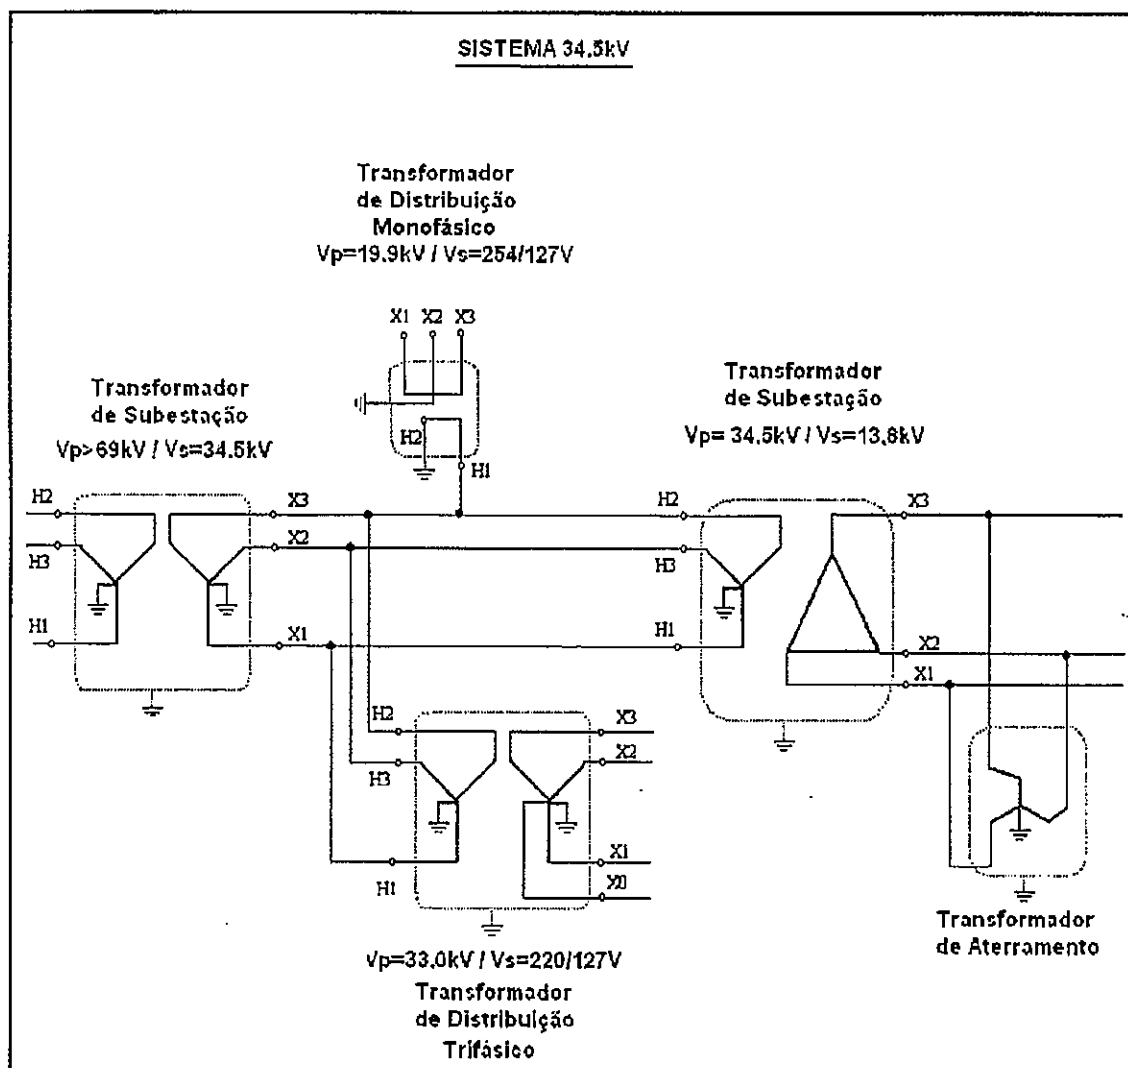 SISTEMA 34.5kV
Transformador
de Distribuição
Monofásico
Vp=19.9kV / Vs=254/127V
X1 X2 X3
H2
H1
Transformador
de Subestação
Vp>69kV / Vs=34.5kV
Transformador
de Subestação
Vp= 34.5kV / Vs=13.8kV
H2
X3
H3
X2
H1
X1
H2
X3
H3
H1
X2
X1
H2
X3
H3
X2
H1
X1
X0
Vp=33.0kV / Vs=220/127V
Transformador
de Distribuição
Trifásico
Transformador
de Aterramento